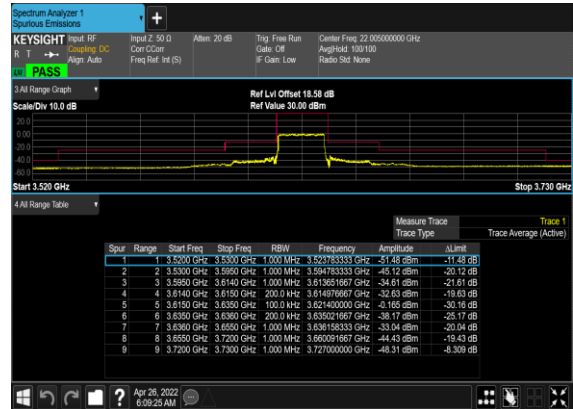 Spectrum Analyzer 1
Spurious Emissions
+
KEYSIGHT Input: RF Input Z: 50 Ω Atten: 20 dB Trig: Free Run Center Freq: 22.005000000 GHz
R T Coupling: DC Corr CCorr Gate: Off Avg|Hold: 100/100
Align: Auto Freq Ref: Int (S) IF Gain: Low Radio Std: None
LVI PASS
3 All Range Graph
Ref Lvl Offset 18.58 dB
Scale/Div 10.0 dB Ref Value 30.00 dBm
20.0
0.00
-20.0
-40.0
-60.0
Start 3.520 GHz Stop 3.730 GHz
4 All Range Table
Measure Trace Trace 1
Trace Type Trace Average (Active)
Spur Range Start Freq Stop Freq RBW Frequency Amplitude ΔLimit
1 1 3.5200 GHz 3.5300 GHz 1.000 MHz 3.523783333 GHz -51.48 dBm -11.48 dB
2 2 3.5300 GHz 3.5950 GHz 1.000 MHz 3.594783333 GHz -45.12 dBm -20.12 dB
3 3 3.5950 GHz 3.6140 GHz 1.000 MHz 3.613651667 GHz -34.61 dBm -21.61 dB
4 4 3.6140 GHz 3.6150 GHz 200.0 kHz 3.614976667 GHz -32.63 dBm -19.63 dB
5 5 3.6150 GHz 3.6350 GHz 100.0 kHz 3.621400000 GHz -0.165 dBm -30.16 dB
6 6 3.6350 GHz 3.6360 GHz 200.0 kHz 3.635021667 GHz -38.17 dBm -25.17 dB
7 7 3.6360 GHz 3.6550 GHz 1.000 MHz 3.636158333 GHz -33.04 dBm -20.04 dB
8 8 3.6550 GHz 3.7200 GHz 1.000 MHz 3.660091667 GHz -44.43 dBm -19.43 dB
9 9 3.7200 GHz 3.7300 GHz 1.000 MHz 3.727000000 GHz -48.31 dBm -8.309 dB
? Apr 26, 2022
6:09:25 AM